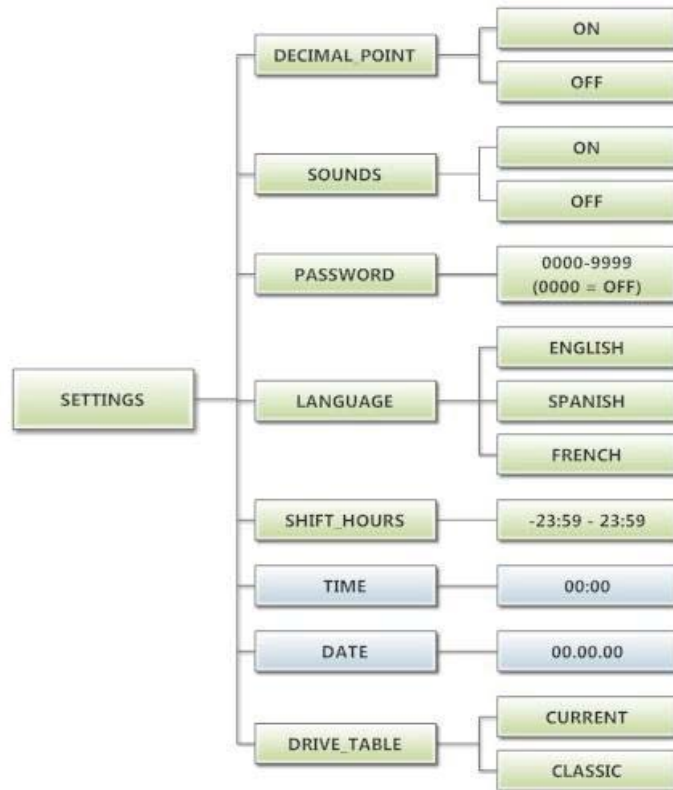 SETTINGS
DECIMAL_POINT
ON
OFF
SOUNDS
ON
OFF
PASSWORD
0000-9999
(0000 = OFF)
LANGUAGE
ENGLISH
SPANISH
FRENCH
SHIFT_HOURS
-23:59 - 23:59
TIME
00:00
DATE
00.00.00
DRIVE_TABLE
CURRENT
CLASSIC